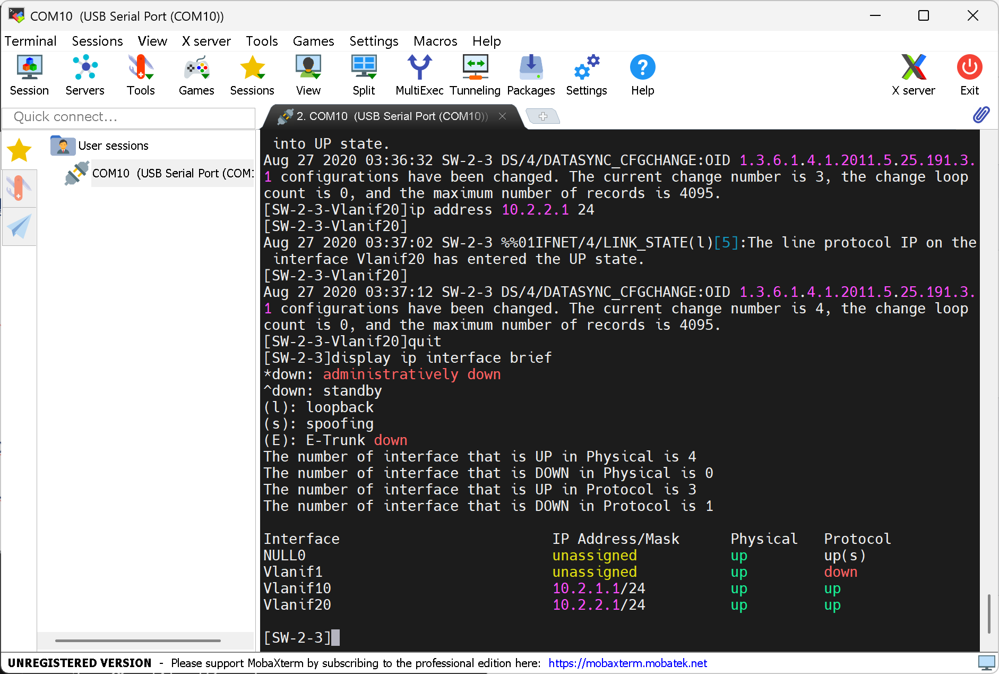 COM10  (USB Serial Port (COM10))
Terminal Sessions View X server Tools Games Settings Macros Help
Session Servers Tools Games Sessions View Split MultiExec Tunneling Packages Settings Help X server Exit
Quick connect...
2. COM10  (USB Serial Port (COM10))
User sessions
COM10  (USB Serial Port (COM1
 into UP state.
Aug 27 2020 03:36:32 SW-2-3 DS/4/DATASYNC_CFGCHANGE:OID 1.3.6.1.4.1.2011.5.25.191.3.
1 configurations have been changed. The current change number is 3, the change loop
count is 0, and the maximum number of records is 4095.
[SW-2-3-Vlanif20]ip address 10.2.2.1 24
[SW-2-3-Vlanif20]
Aug 27 2020 03:37:02 SW-2-3 %%01IFNET/4/LINK_STATE(l)[5]:The line protocol IP on the
 interface Vlanif20 has entered the UP state.
[SW-2-3-Vlanif20]
Aug 27 2020 03:37:12 SW-2-3 DS/4/DATASYNC_CFGCHANGE:OID 1.3.6.1.4.1.2011.5.25.191.3.
1 configurations have been changed. The current change number is 4, the change loop
count is 0, and the maximum number of records is 4095.
[SW-2-3-Vlanif20]quit
[SW-2-3]display ip interface brief
*down: administratively down
^down: standby
(l): loopback
(s): spoofing
(E): E-Trunk down
The number of interface that is UP in Physical is 4
The number of interface that is DOWN in Physical is 0
The number of interface that is UP in Protocol is 3
The number of interface that is DOWN in Protocol is 1
Interface                         IP Address/Mask      Physical   Protocol
NULL0                             unassigned           up         up(s)
Vlanif1                           unassigned           up         down
Vlanif10                          10.2.1.1/24          up         up
Vlanif20                          10.2.2.1/24          up         up
[SW-2-3]
UNREGISTERED VERSION  -  Please support MobaXterm by subscribing to the professional edition here:  https://mobaxterm.mobatek.net